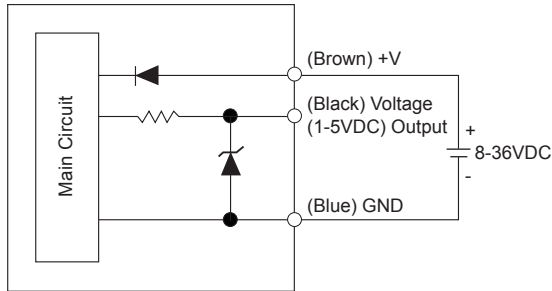 (Brown) +V
(Black) Voltage
(1-5VDC) Output
Main Circuit
+
8-36VDC
-
(Blue) GND